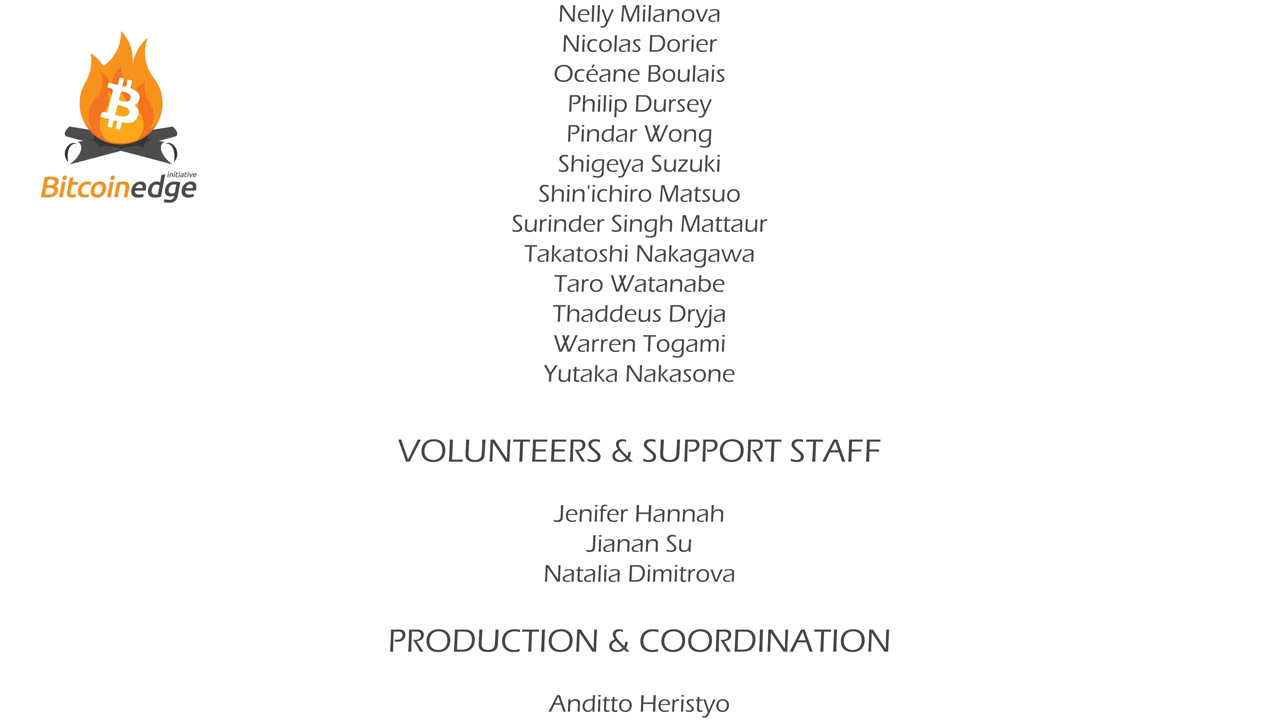 Nelly Milanova
Nicolas Dorier
Océane Boulais
Philip Dursey
Pindar Wong
Shigeya Suzuki
Shin'ichiro Matsuo
Surinder Singh Mattaur
Takatoshi Nakagawa
Taro Watanabe
Thaddeus Dryja
Warren Togami
Yutaka Nakasone
VOLUNTEERS & SUPPORT STAFF
Jenifer Hannah
Jianan Su
Natalia Dimitrova
PRODUCTION & COORDINATION
Anditto Heristyo
initiative
Bitcoinedge